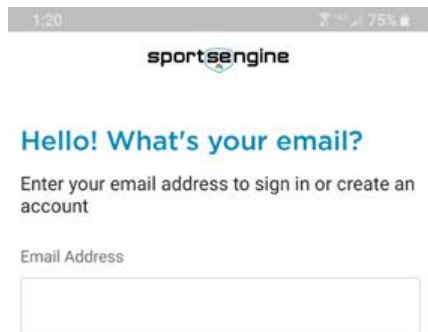 1:20 75%
sportsengine
Hello! What's your email?
Enter your email address to sign in or create an
account
Email Address